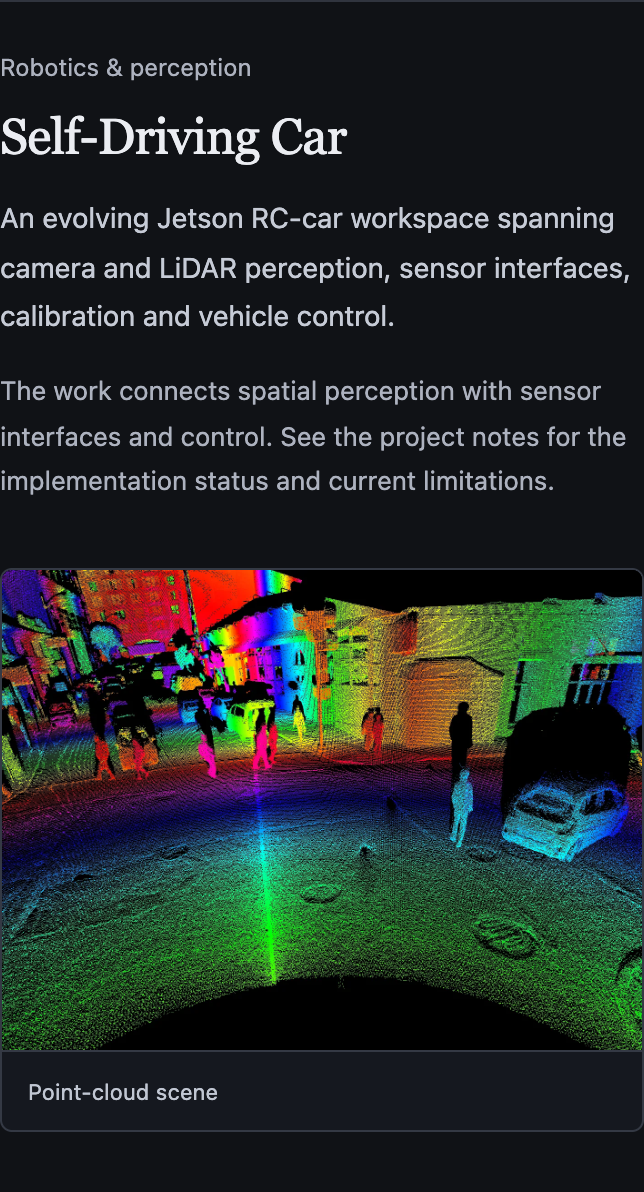 Robotics & perception
Self-Driving Car
An evolving Jetson RC-car workspace spanning
camera and LiDAR perception, sensor interfaces,
calibration and vehicle control.
The work connects spatial perception with sensor
interfaces and control. See the project notes for the
implementation status and current limitations.
Point-cloud scene